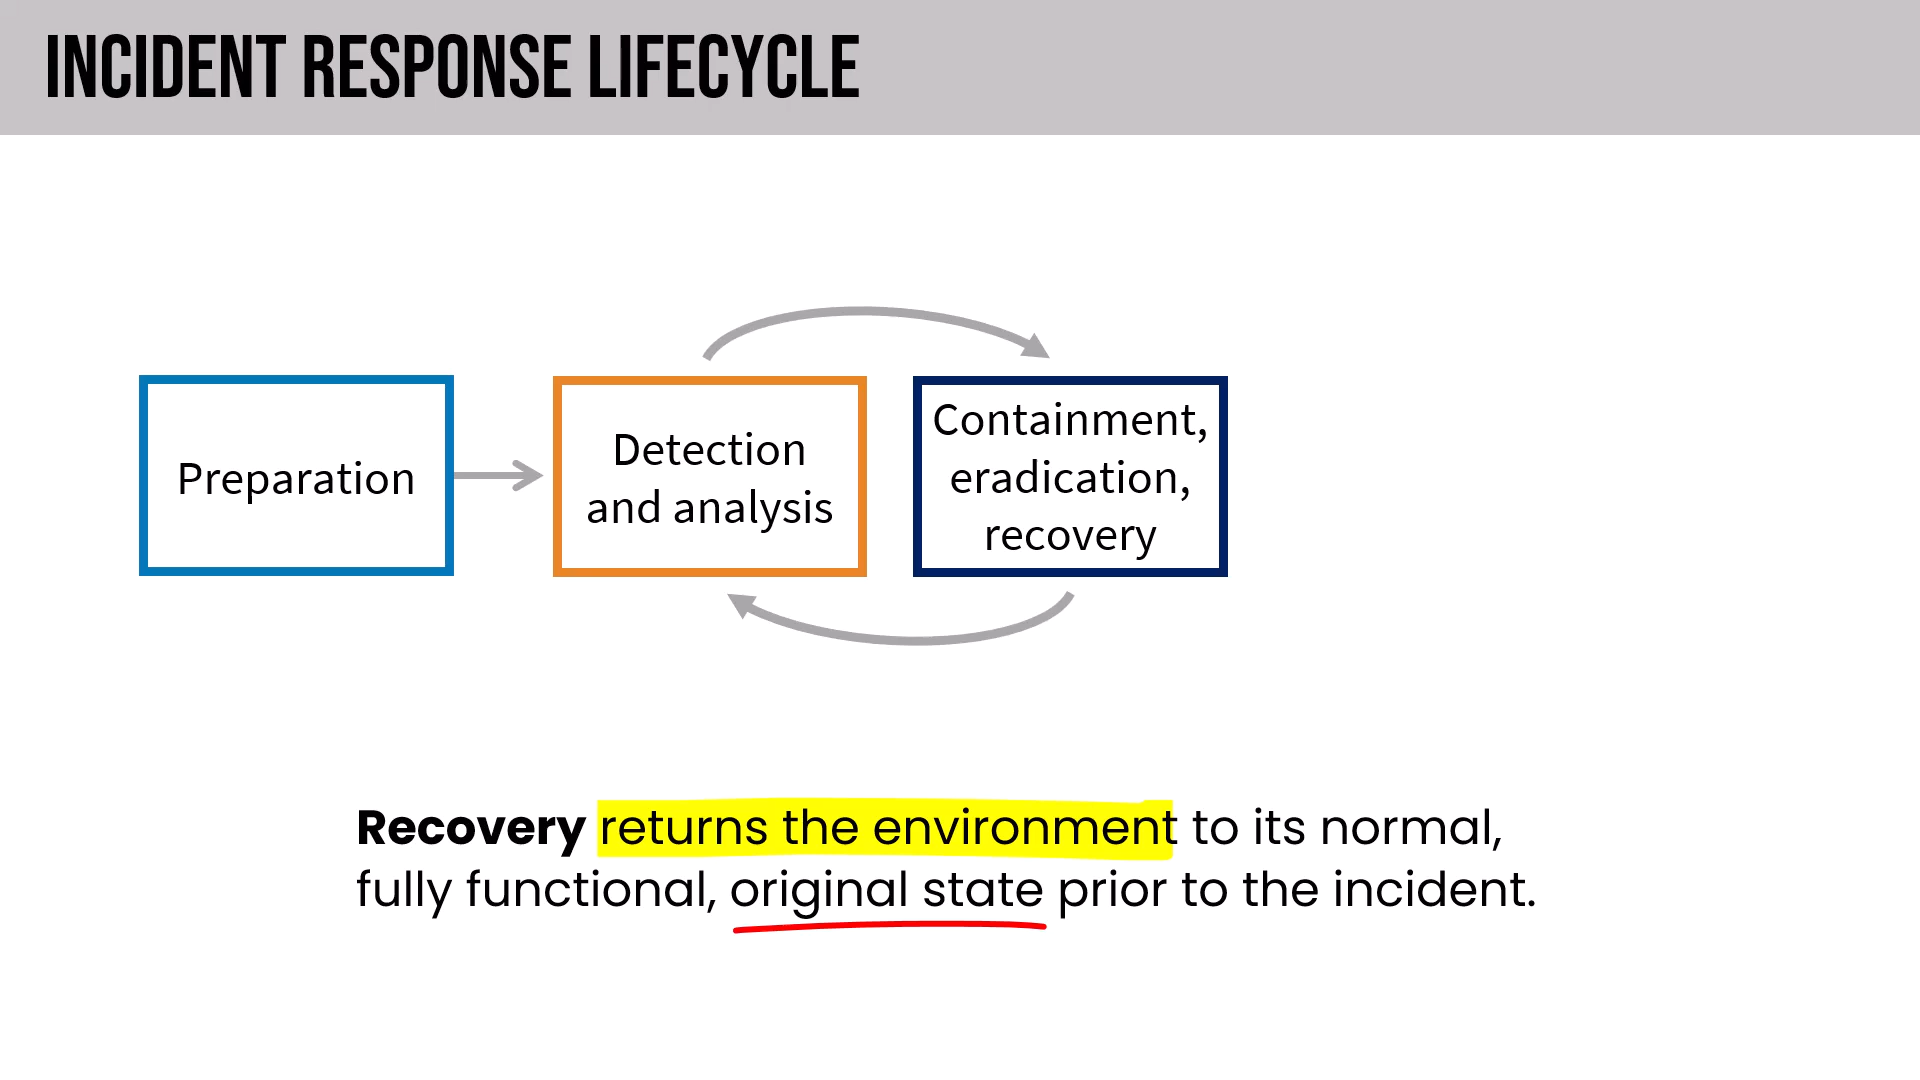 INCIDENT RESPONSE LIFECYCLE
Preparation
Detection
and analysis
Containment,
eradication,
recovery
Recovery returns the environment to its normal,
fully functional, original state prior to the incident.